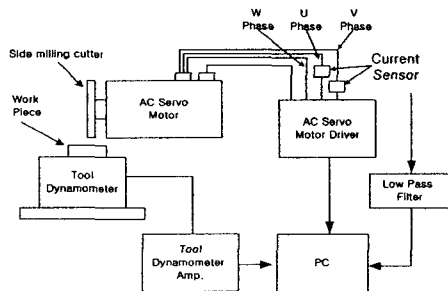 W
Phase
U
Phase
V
Phase
Side milling cutter
Current
Sensor
Work
Piece
AC Servo
Motor
AC Servo
Motor Driver
Tool
Dynamometer
Low Pass
Filter
Tool
Dynamometer
Amp.
PC